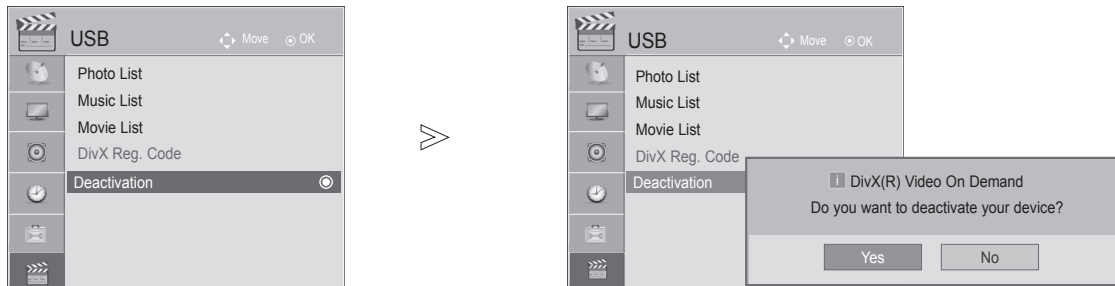 USB Move OK
Photo List
Music List
Movie List
DivX Reg. Code
Deactivation
USB Move OK
Photo List
Music List
Movie List
DivX Reg. Code
Deactivation
i DivX(R) Video On Demand
Do you want to deactivate your device?
Yes No